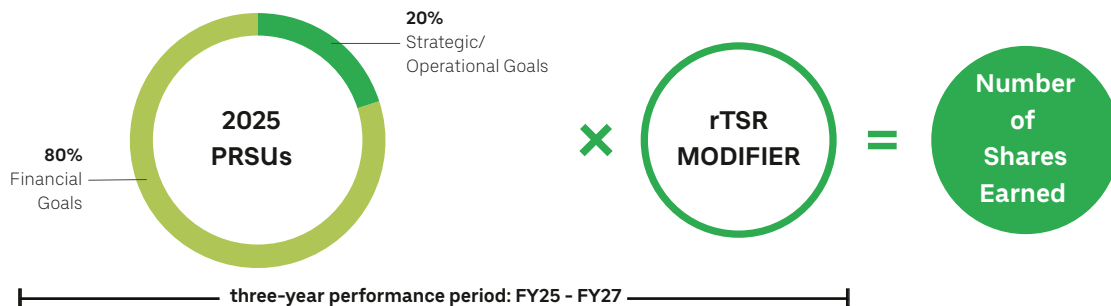 20%
Strategic/
Operational Goals
80%
Financial
Goals
2025
PRSUs
×
rTSR
MODIFIER
=
Number
of
Shares
Earned
three-year performance period: FY25 - FY27